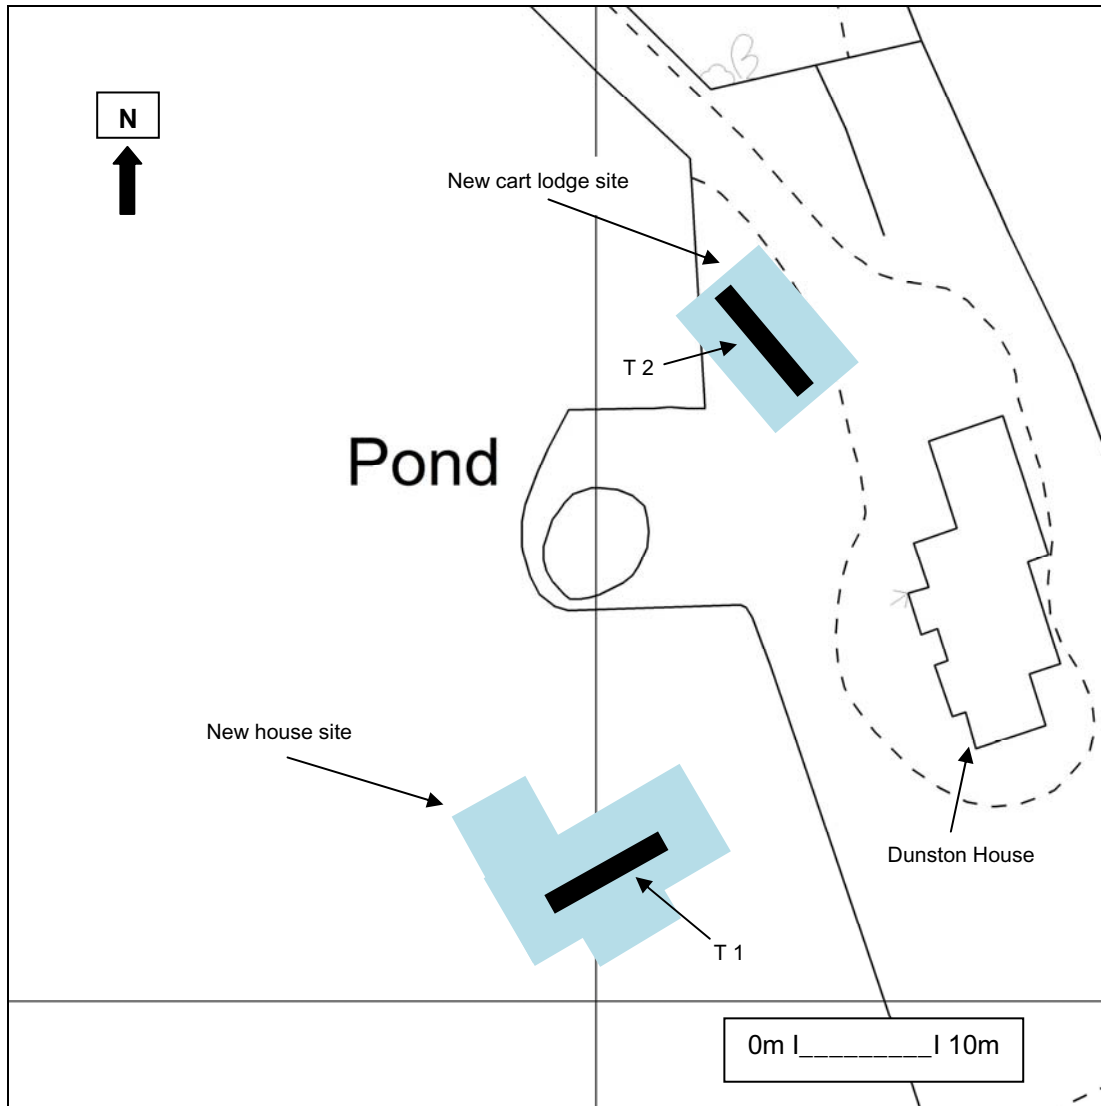 N
New cart lodge site
T 2
Pond
New house site
Dunston House
T 1
0m I_________I 10m